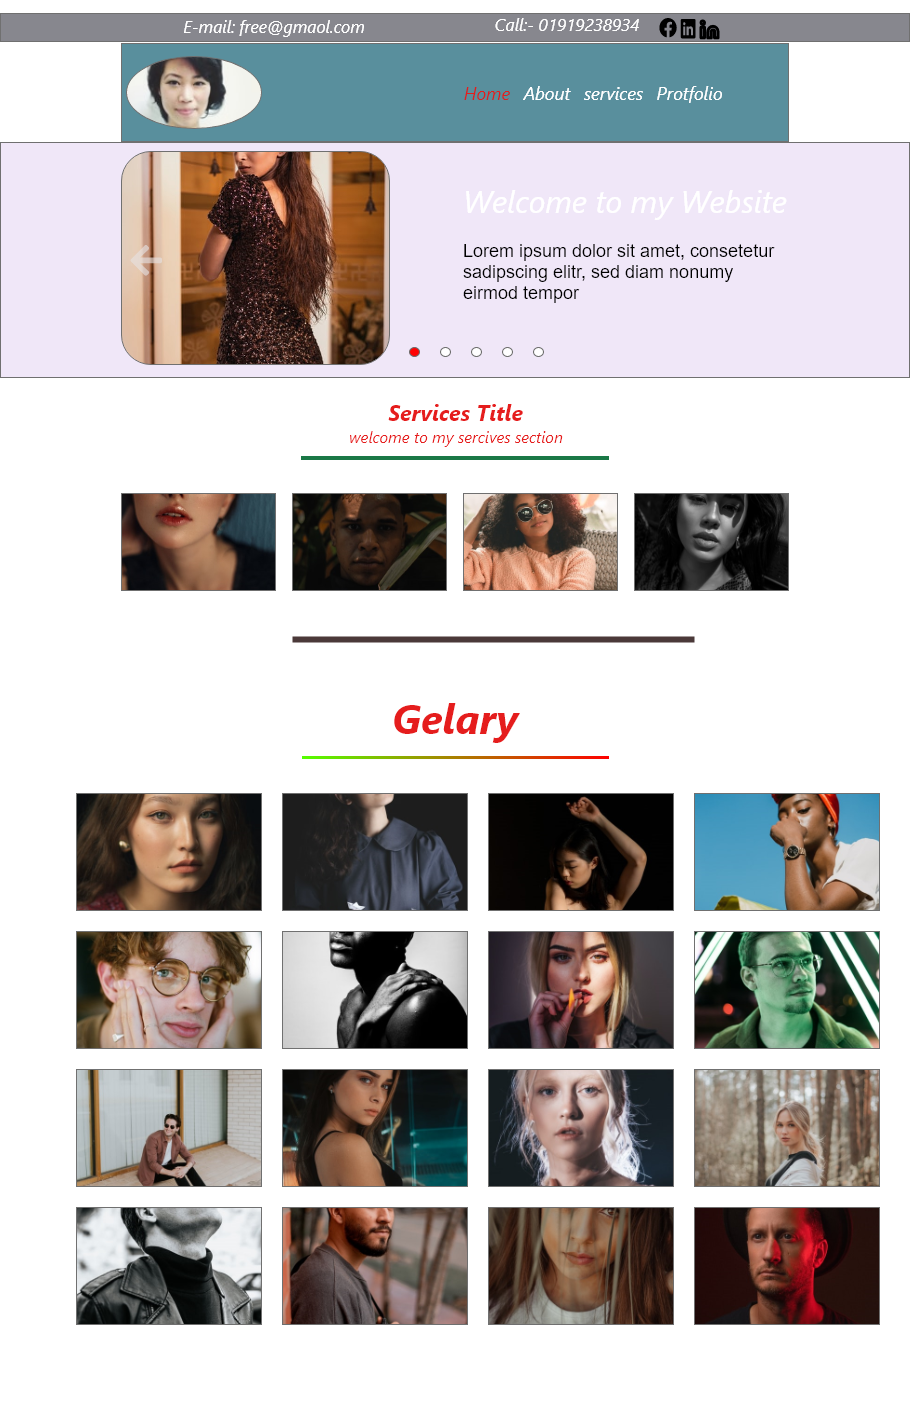 E-mail: free@gmaol.com
Call:- 01919238934
Home About services Protfolio
Welcome to my Website
Lorem ipsum dolor sit amet, consetetur
sadipscing elitr, sed diam nonumy
eirmod tempor
Services Title
welcome to my sercives section
Gelary